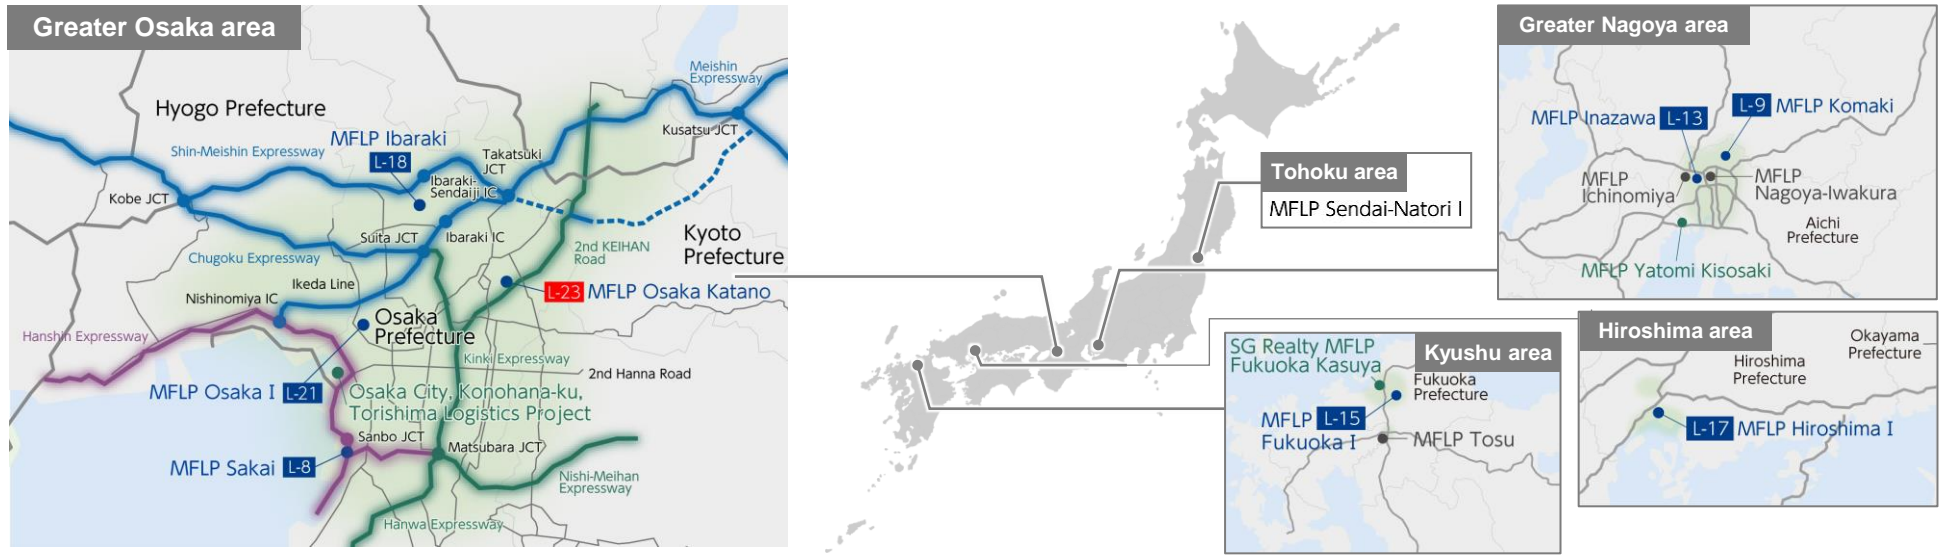 Greater Osaka area
Meishin
Expressway
Hyogo Prefecture
MFLP Ibaraki
L-18
Kusatsu JCT
Shin-Meishin Expressway
Takatsuki
JCT
Ibaraki-
Sendaiji IC
Kobe JCT
Suita JCT
Ibaraki IC
Kyoto
Prefecture
2nd KEIHAN
Road
Chugoku Expressway
Ikeda Line
Nishinomiya IC
L-23 MFLP Osaka Katano
Osaka
Prefecture
Hanshin Expressway
Kinki Expressway
2nd Hanna Road
MFLP Osaka I L-21
Osaka City, Konohana-ku,
Torishima Logistics Project
Sanbo JCT
Matsubara JCT
MFLP Sakai L-8
Nishi-Meihan
Expressway
Hanwa Expressway
Tohoku area
MFLP Sendai-Natori I
Greater Nagoya area
L-9 MFLP Komaki
MFLP Inazawa L-13
MFLP
Ichinomiya
MFLP
Nagoya-Iwakura
Aichi
Prefecture
MFLP Yatomi Kisosaki
Kyushu area
SG Realty MFLP
Fukuoka Kasuya
Fukuoka
Prefecture
MFLP L-15
Fukuoka I
MFLP Tosu
Hiroshima area
Okayama
Prefecture
Hiroshima
Prefecture
L-17 MFLP Hiroshima I